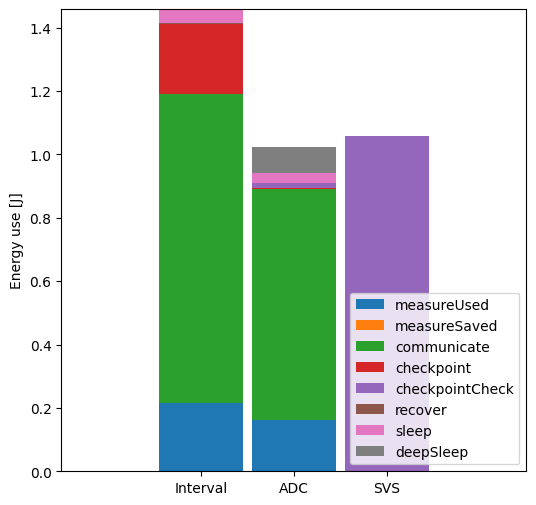 1.4
1.2
1.0
0.8
0.6
0.4
0.2
0.0
Energy use [J]
Interval ADC SVS
measureUsed
measureSaved
communicate
checkpoint
checkpointCheck
recover
sleep
deepSleep